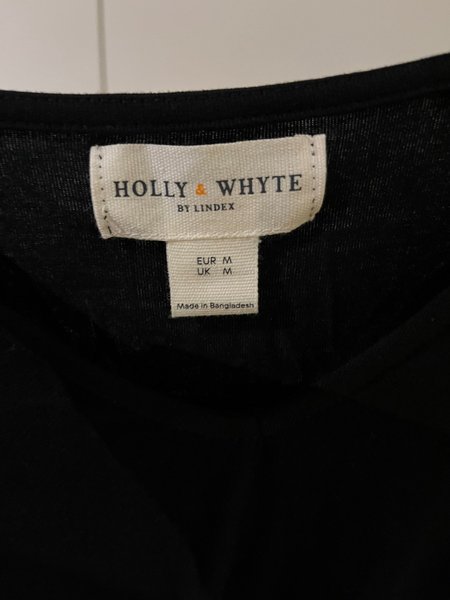 HOLLY & WHYTE
BY LINDEX
EUR M
UK M
Made in Bangladesh